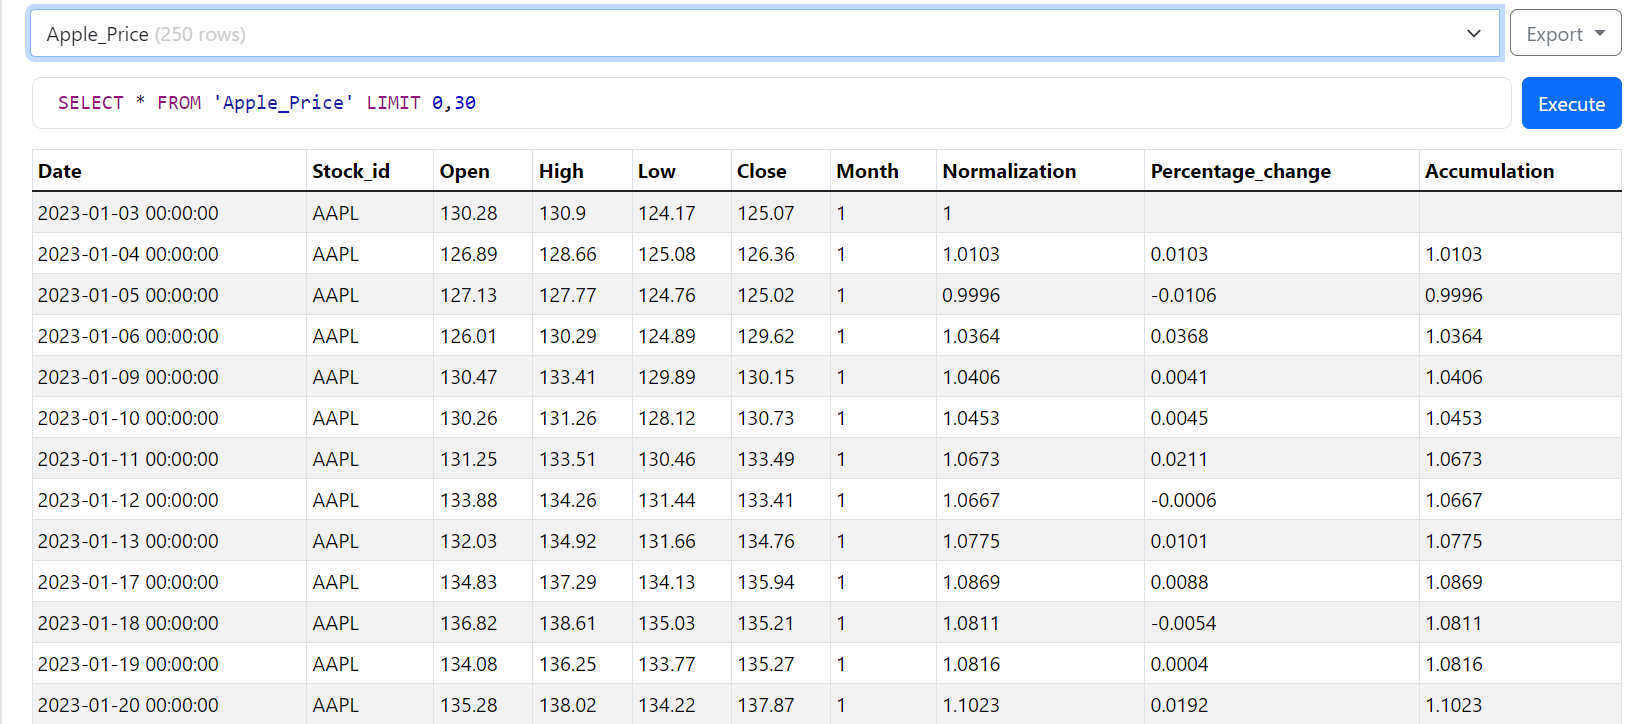 Apple_Price (250 rows) Export
SELECT * FROM 'Apple_Price' LIMIT 0,30 Execute
Date Stock_id Open High Low Close Month Normalization Percentage_change Accumulation
2023-01-03 00:00:00 AAPL 130.28 130.9 124.17 125.07 1 1
2023-01-04 00:00:00 AAPL 126.89 128.66 125.08 126.36 1 1.0103 0.0103 1.0103
2023-01-05 00:00:00 AAPL 127.13 127.77 124.76 125.02 1 0.9996 -0.0106 0.9996
2023-01-06 00:00:00 AAPL 126.01 130.29 124.89 129.62 1 1.0364 0.0368 1.0364
2023-01-09 00:00:00 AAPL 130.47 133.41 129.89 130.15 1 1.0406 0.0041 1.0406
2023-01-10 00:00:00 AAPL 130.26 131.26 128.12 130.73 1 1.0453 0.0045 1.0453
2023-01-11 00:00:00 AAPL 131.25 133.51 130.46 133.49 1 1.0673 0.0211 1.0673
2023-01-12 00:00:00 AAPL 133.88 134.26 131.44 133.41 1 1.0667 -0.0006 1.0667
2023-01-13 00:00:00 AAPL 132.03 134.92 131.66 134.76 1 1.0775 0.0101 1.0775
2023-01-17 00:00:00 AAPL 134.83 137.29 134.13 135.94 1 1.0869 0.0088 1.0869
2023-01-18 00:00:00 AAPL 136.82 138.61 135.03 135.21 1 1.0811 -0.0054 1.0811
2023-01-19 00:00:00 AAPL 134.08 136.25 133.77 135.27 1 1.0816 0.0004 1.0816
2023-01-20 00:00:00 AAPL 135.28 138.02 134.22 137.87 1 1.1023 0.0192 1.1023